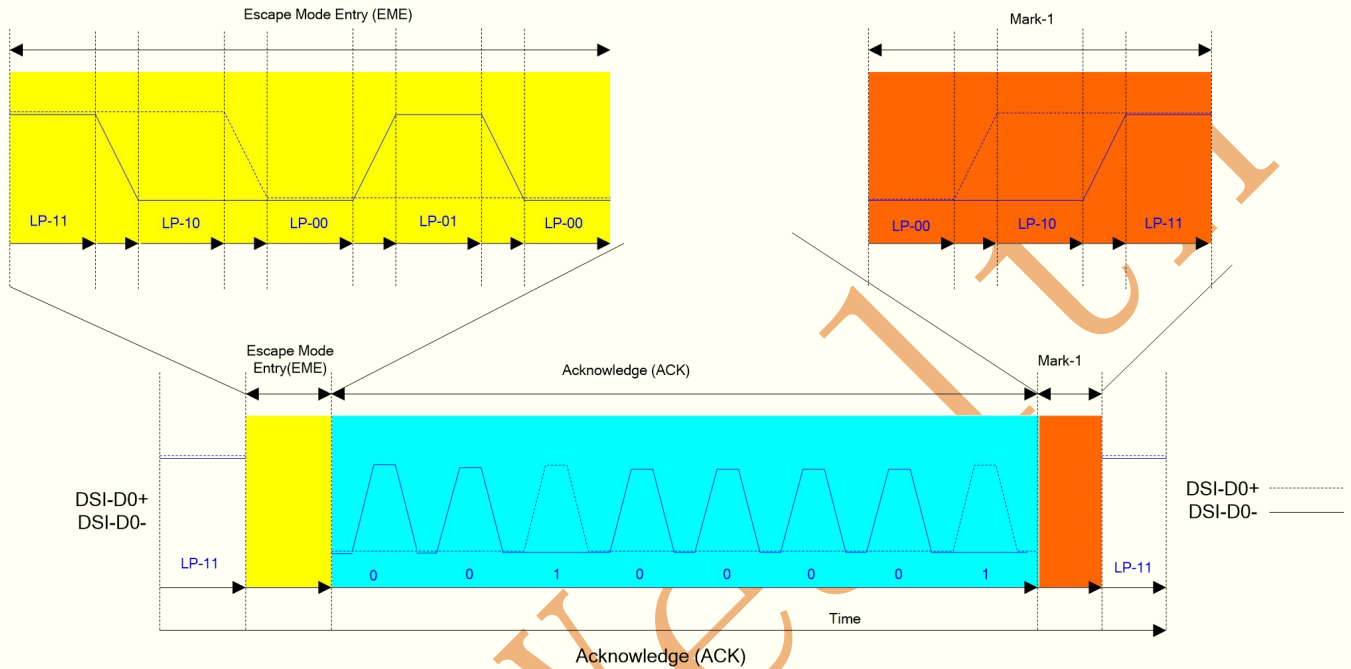 Escape Mode Entry (EME)
Mark-1
LP-11
LP-10
LP-00
LP-01
LP-00
LP-00
LP-10
LP-11
Escape Mode
Entry(EME)
Acknowledge (ACK)
Mark-1
DSI-D0+
DSI-D0-
DSI-D0+
DSI-D0-
LP-11
0
0
1
0
0
0
0
1
LP-11
Time
Acknowledge (ACK)